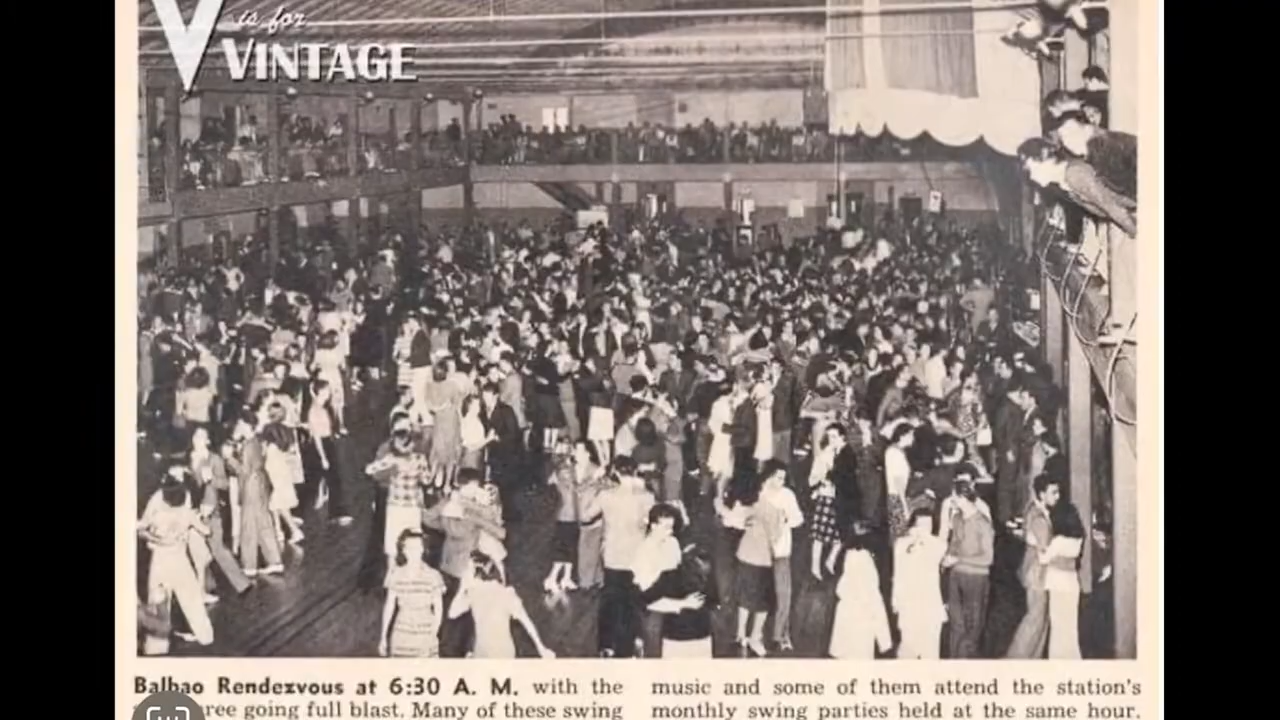 V is for
VINTAGE
Balbao Rendezvous at 6:30 A. M. with the
going full blast. Many of these swing
music and some of them attend the station's
monthly swing parties held at the same hour.